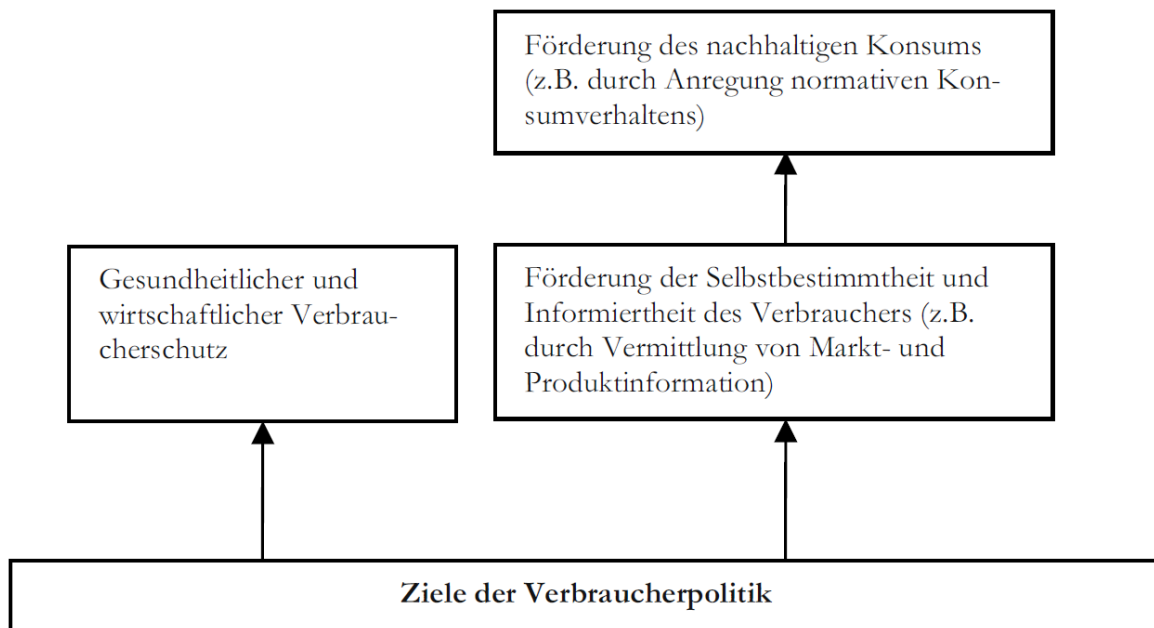 Förderung des nachhaltigen Konsums
(z.B. durch Anregung normativen Kon-
sumverhaltens)
Gesundheitlicher und
wirtschaftlicher Verbrau-
cherschutz
Förderung der Selbstbestimmtheit und
Informiertheit des Verbrauchers (z.B.
durch Vermittlung von Markt- und
Produktinformation)
Ziele der Verbraucherpolitik